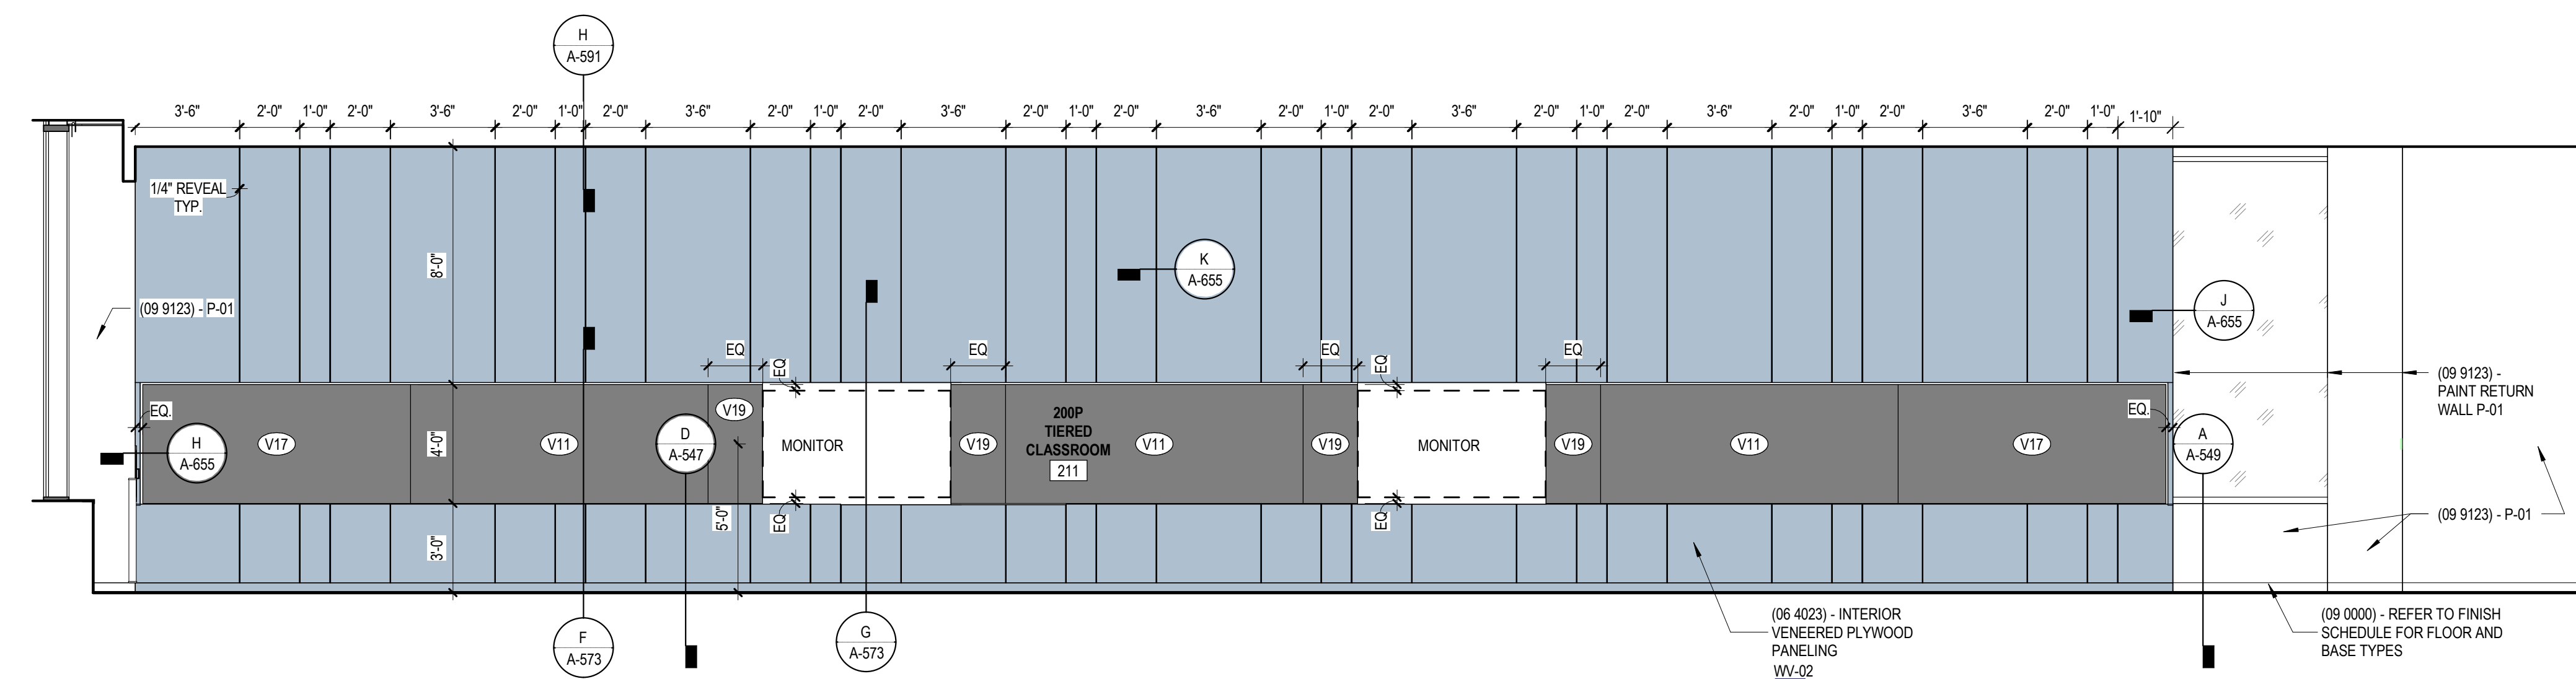 H
A-591
3'-6" 2'-0" 1'-0" 2'-0" 3'-6" 2'-0" 1'-0" 2'-0" 3'-6" 2'-0" 1'-0" 2'-0" 3'-6" 2'-0" 1'-0" 2'-0" 3'-6" 2'-0" 1'-0" 2'-0" 3'-6" 2'-0" 1'-0" 2'-0" 3'-6" 2'-0" 1'-0" 2'-0" 3'-6" 2'-0" 1'-0" 1'-10"
1/4" REVEAL
TYP.
8'-0"
K
A-655
J
A-655
(09 9123) - P-01
EQ
EQ
EQ
EQ
EQ
EQ
(09 9123) -
PAINT RETURN
WALL P-01
EQ.
H
A-655
V17
4'-0"
V11
D
A-547
V19
MONITOR
V19
200P
TIERED
CLASSROOM
211
V11
V19
MONITOR
V19
V11
V17
EQ.
A
A-549
3'-0"
5'-0"
EQ
EQ
(09 9123) - P-01
F
A-573
G
A-573
(06 4023) - INTERIOR
VENEERED PLYWOOD
PANELING
WV-02
(09 0000) - REFER TO FINISH
SCHEDULE FOR FLOOR AND
BASE TYPES